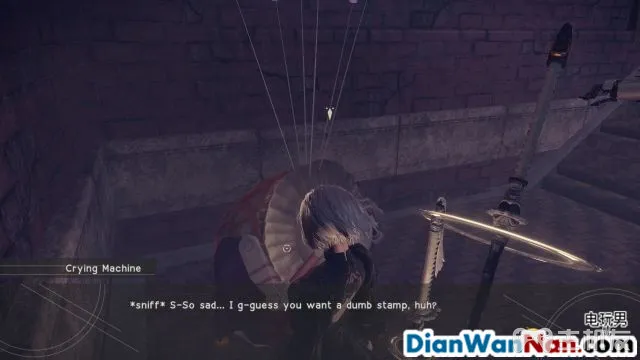 Crying Machine
*sniff* S-So sad... I g-guess you want a dumb stamp, huh?
电玩男
DianWanNan.com